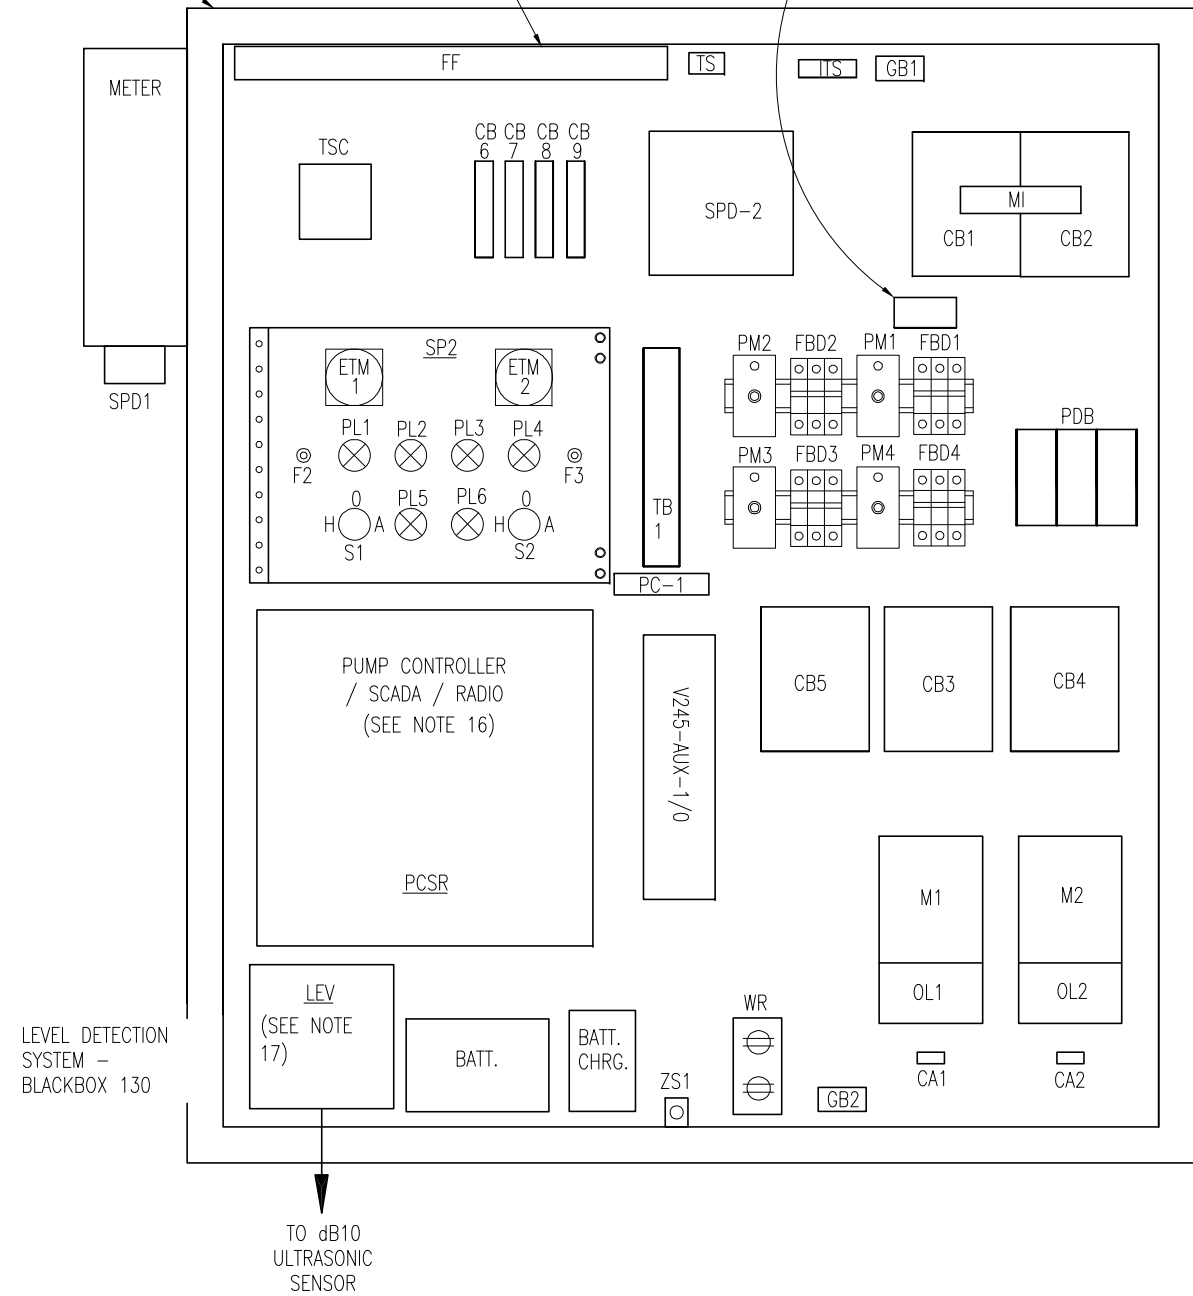 FF
TS
ITS
GB1
METER
TSC
CB
6
CB
7
CB
8
CB
9
SPD-2
MI
CB1
CB2
SPD1
SP2
ETM
1
ETM
2
PL1
PL2
PL3
PL4
F2
F3
O
H
A
S1
PL5
PL6
O
H
A
S2
TB
1
PC-1
PM2
FBD2
PM1
FBD1
PM3
FBD3
PM4
FBD4
PDB
PUMP CONTROLLER
/ SCADA / RADIO
(SEE NOTE 16)
PCSR
V245-AUX-1/0
CB5
CB3
CB4
M1
M2
OL1
OL2
CA1
CA2
LEVEL DETECTION
SYSTEM –
BLACKBOX 130
LEV
(SEE NOTE
17)
BATT.
BATT.
CHRG.
ZS1
WR
GB2
TO dB10
ULTRASONIC
SENSOR